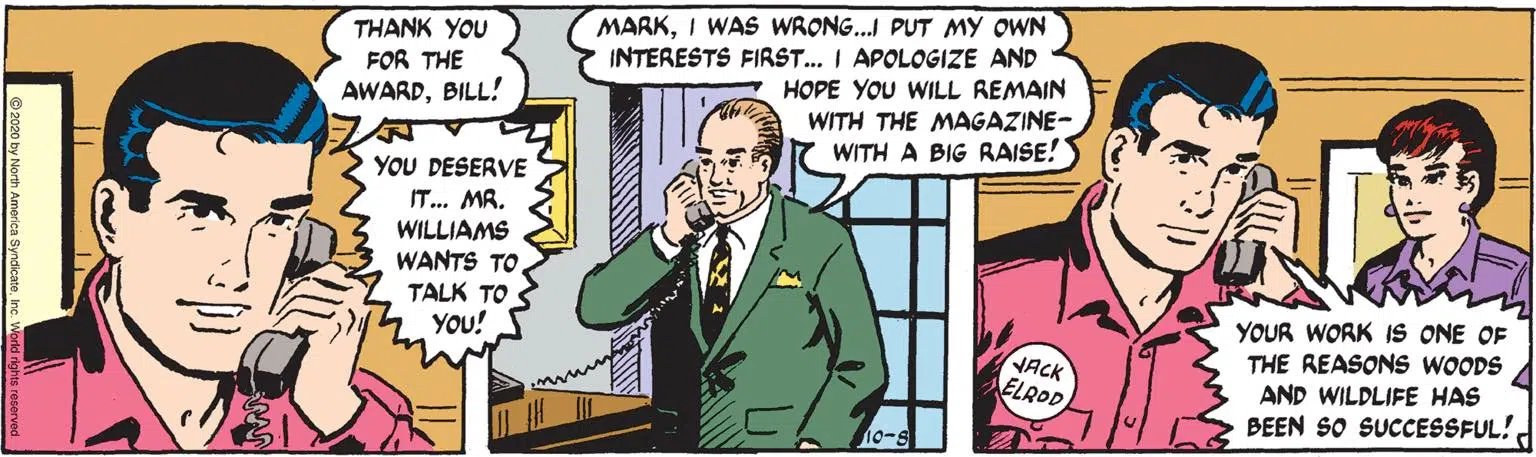 THANK YOU
FOR THE
AWARD, BILL!
YOU DESERVE
IT... MR.
WILLIAMS
WANTS TO
TALK TO
YOU!
MARK, I WAS WRONG...I PUT MY OWN
INTERESTS FIRST... I APOLOGIZE AND
HOPE YOU WILL REMAIN
WITH THE MAGAZINE-
WITH A BIG RAISE!
YOUR WORK IS ONE OF
THE REASONS WOODS
AND WILDLIFE HAS
BEEN SO SUCCESSFUL!
JACK
ELROD
10-8
© 2020 by North America Syndicate, Inc. World rights reserved